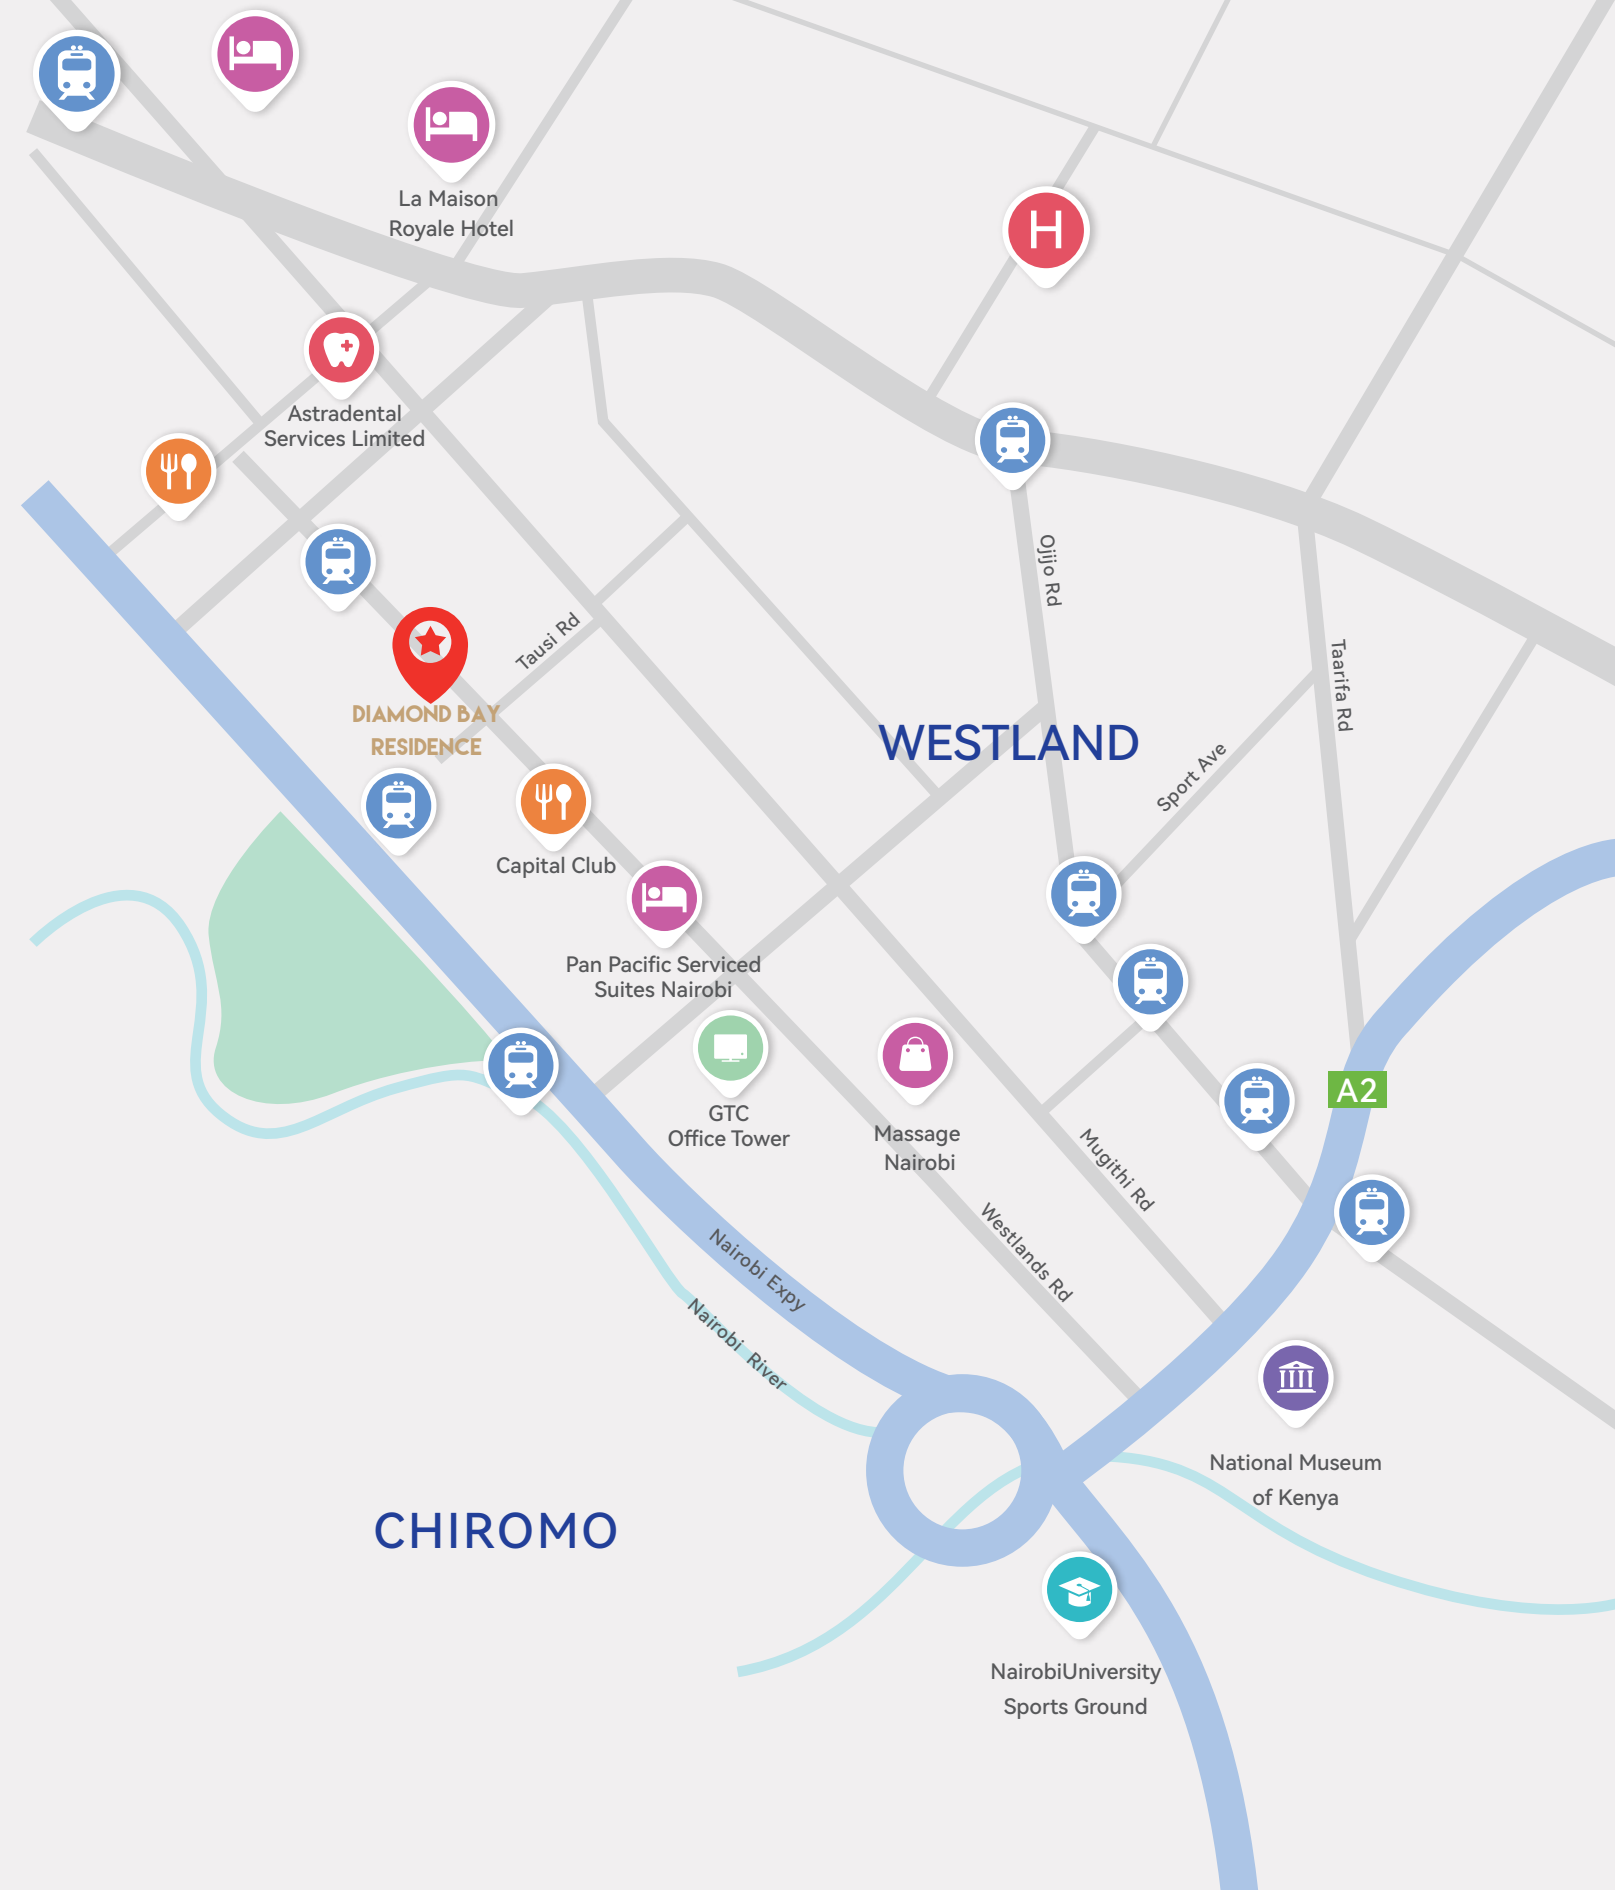 La Maison
Royale Hotel
H
Astradental
Services Limited
Ojijo Rd
Tausi Rd
Taarifa Rd
DIAMOND BAY
RESIDENCE
WESTLAND
Sport Ave
Capital Club
Pan Pacific Serviced
Suites Nairobi
A2
GTC
Office Tower
Massage
Nairobi
Mugithi Rd
Westlands Rd
Nairobi Expy
Nairobi River
National Museum
of Kenya
CHIROMO
NairobiUniversity
Sports Ground